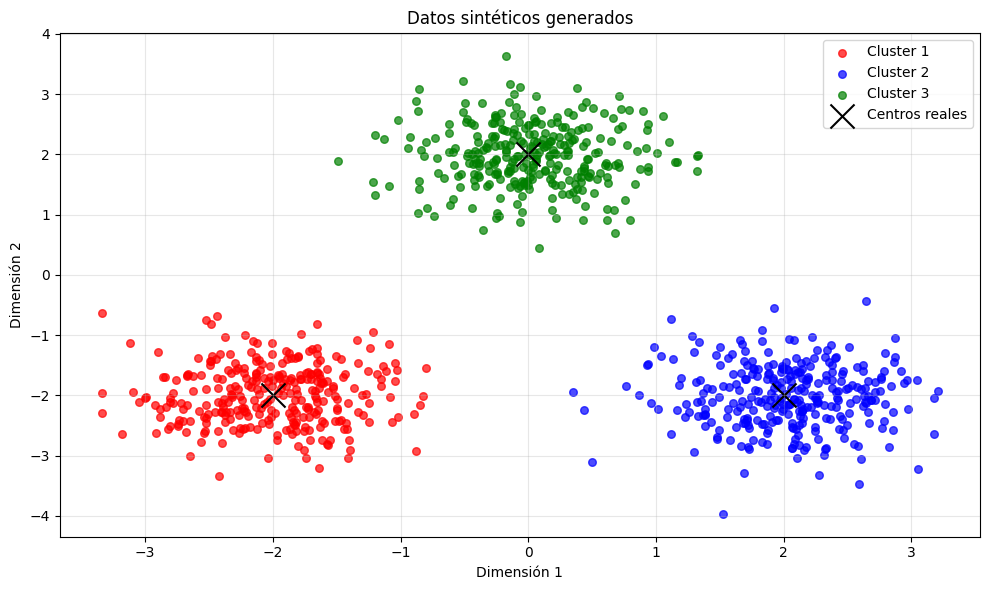 Datos sintéticos generados
Cluster 1
Cluster 2
Cluster 3
Centros reales
4
3
2
1
0
−1
−2
−3
−4
Dimensión 2
−3
−2
−1
0
1
2
3
Dimensión 1